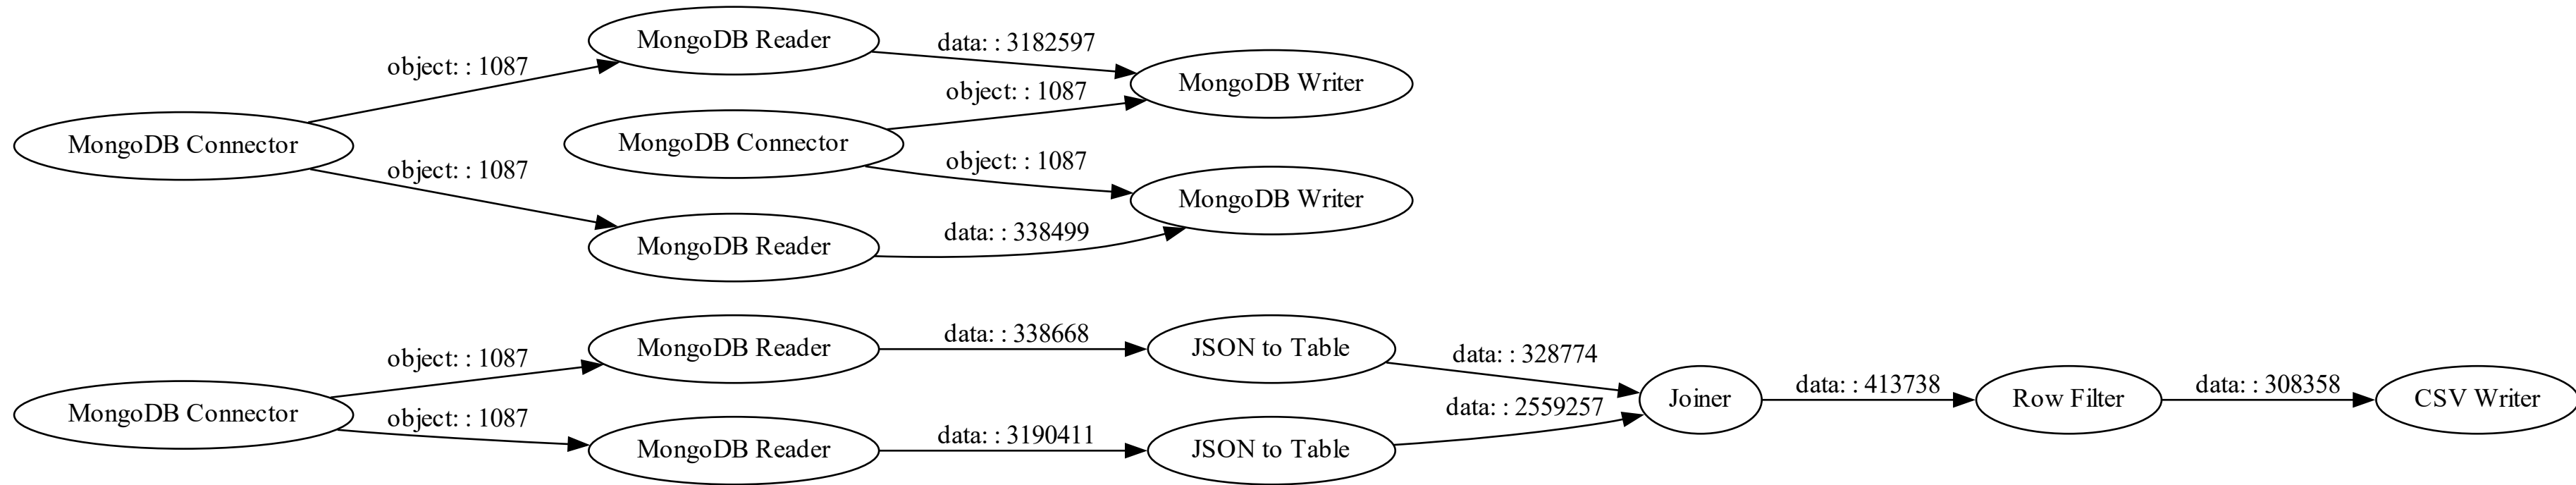 MongoDB Reader
data: : 3182597
object: : 1087
MongoDB Writer
object: : 1087
MongoDB Connector
MongoDB Connector
object: : 1087
object: : 1087
MongoDB Writer
data: : 338499
MongoDB Reader
MongoDB Reader
data: : 338668
JSON to Table
object: : 1087
data: : 328774
data: : 413738
data: : 308358
MongoDB Connector
Joiner
Row Filter
CSV Writer
object: : 1087
data: : 2559257
MongoDB Reader
data: : 3190411
JSON to Table